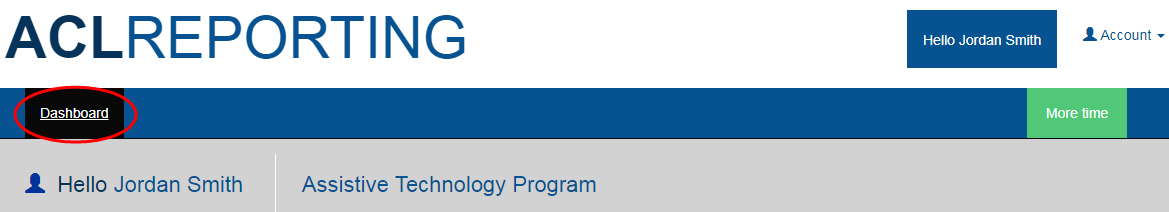 ACLREPORTING
Hello Jordan Smith
Account
Dashboard
More time
Hello Jordan Smith
Assistive Technology Program